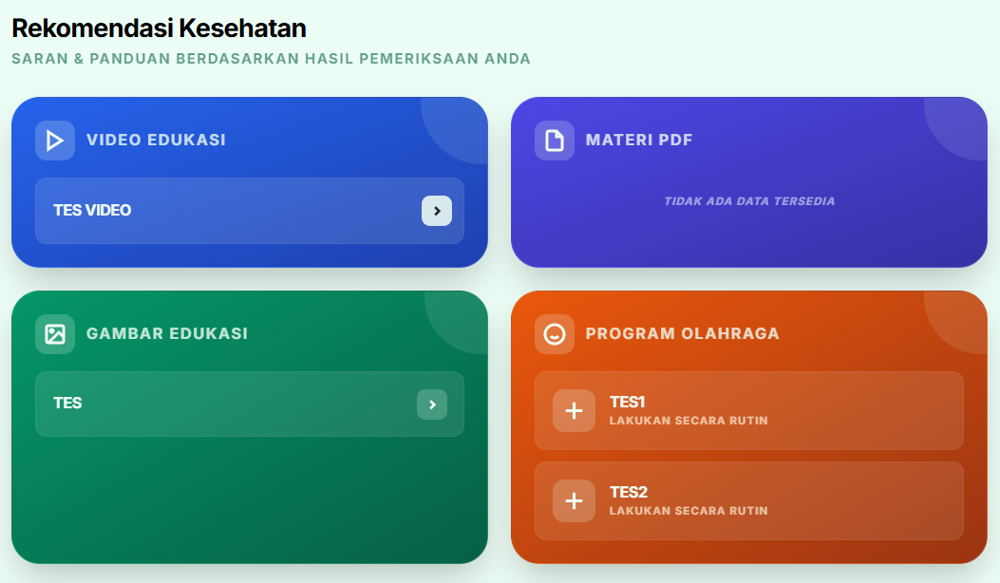 Rekomendasi Kesehatan
SARAN & PANDUAN BERDASARKAN HASIL PEMERIKSAAN ANDA
VIDEO EDUKASI
TES VIDEO
MATERI PDF
TIDAK ADA DATA TERSEDIA
GAMBAR EDUKASI
TES
PROGRAM OLAHRAGA
TES1
LAKUKAN SECARA RUTIN
TES2
LAKUKAN SECARA RUTIN